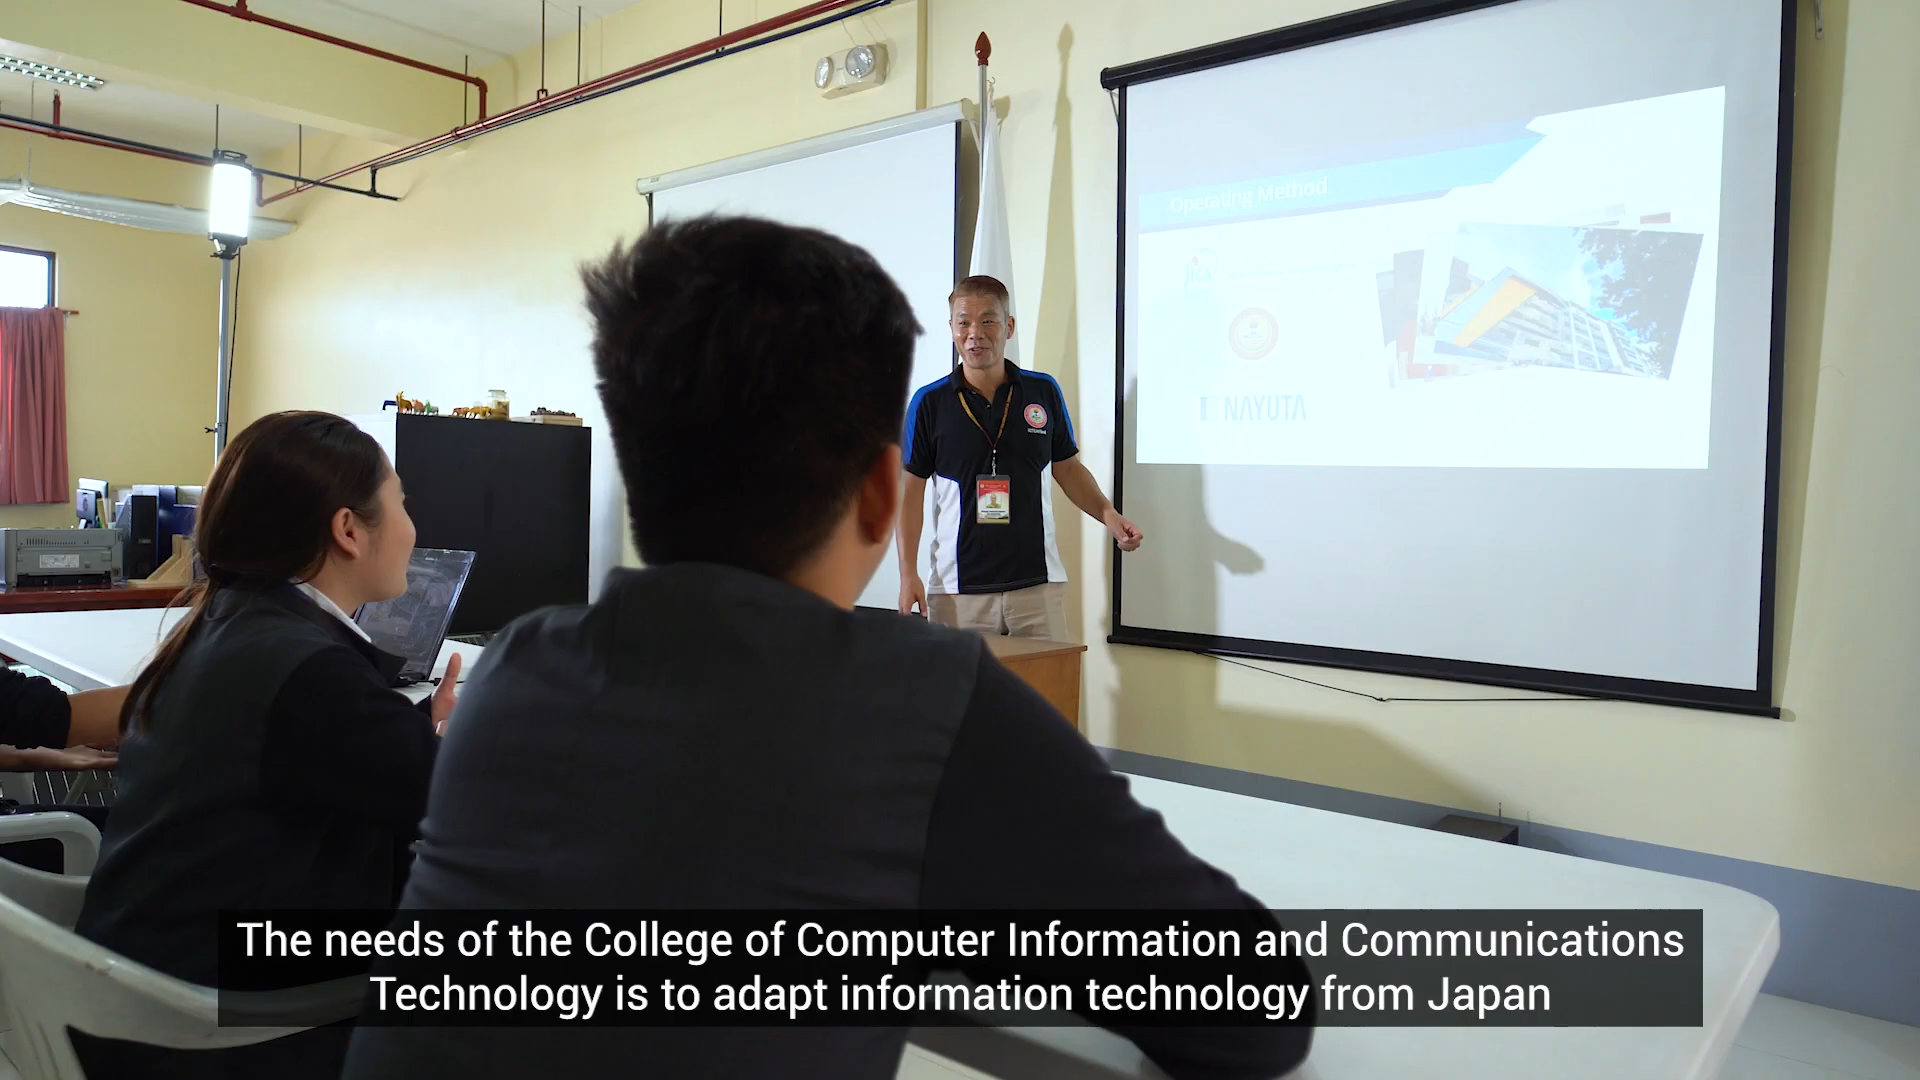 Operating Method
JICA
NAYUTA
The needs of the College of Computer Information and Communications
Technology is to adapt information technology from Japan